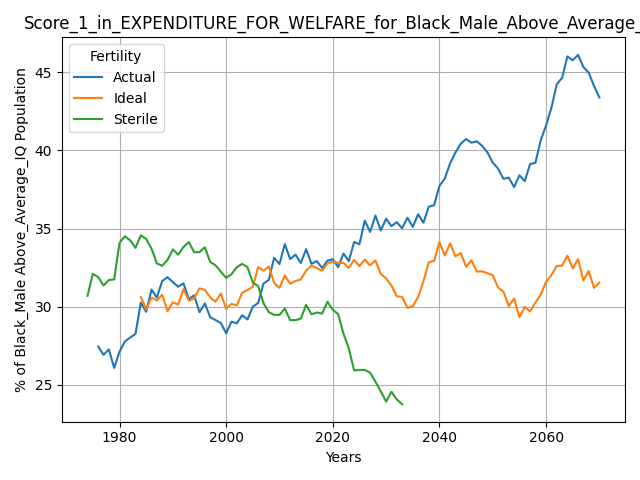 Score_1_in_EXPENDITURE_FOR_WELFARE_for_Black_Male_Above_Average_
Fertility
Actual
Ideal
Sterile
% of Black_Male Above_Average_IQ Population
45
40
35
30
25
1980
2000
2020
2040
2060
Years